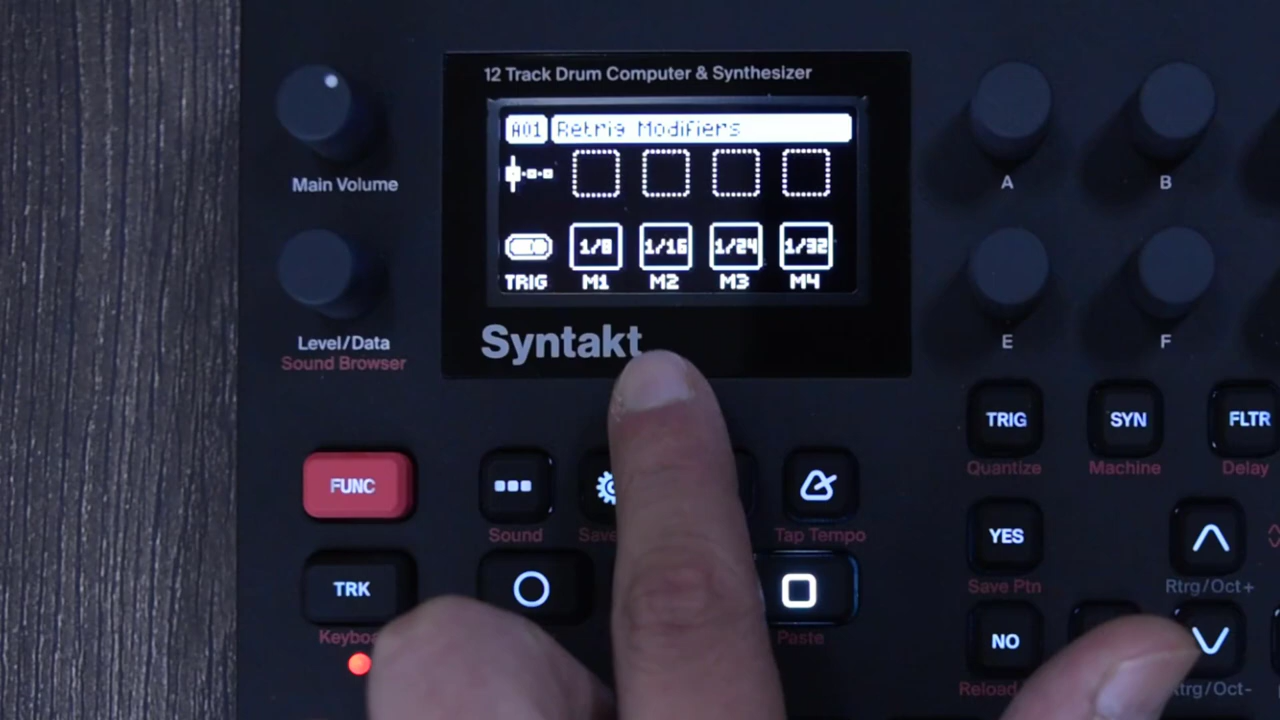 12 Track Drum Computer & Synthesizer
A01 Retrig Modifiers
1/8 1/16 1/24 1/32
TRIG M1 M2 M3 M4
Syntakt
Main Volume
Level/Data
Sound Browser
A B
E F
TRIG SYN FLTR
Quantize Machine Delay
FUNC
Sound Save Tap Tempo
YES
Save Ptn Rtrg/Oct+
TRK
Paste
NO
Reload